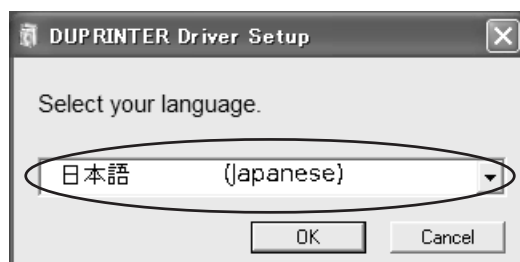 DUPRINTER Driver Setup
Select your language.
日本語 (Japanese)
OK Cancel